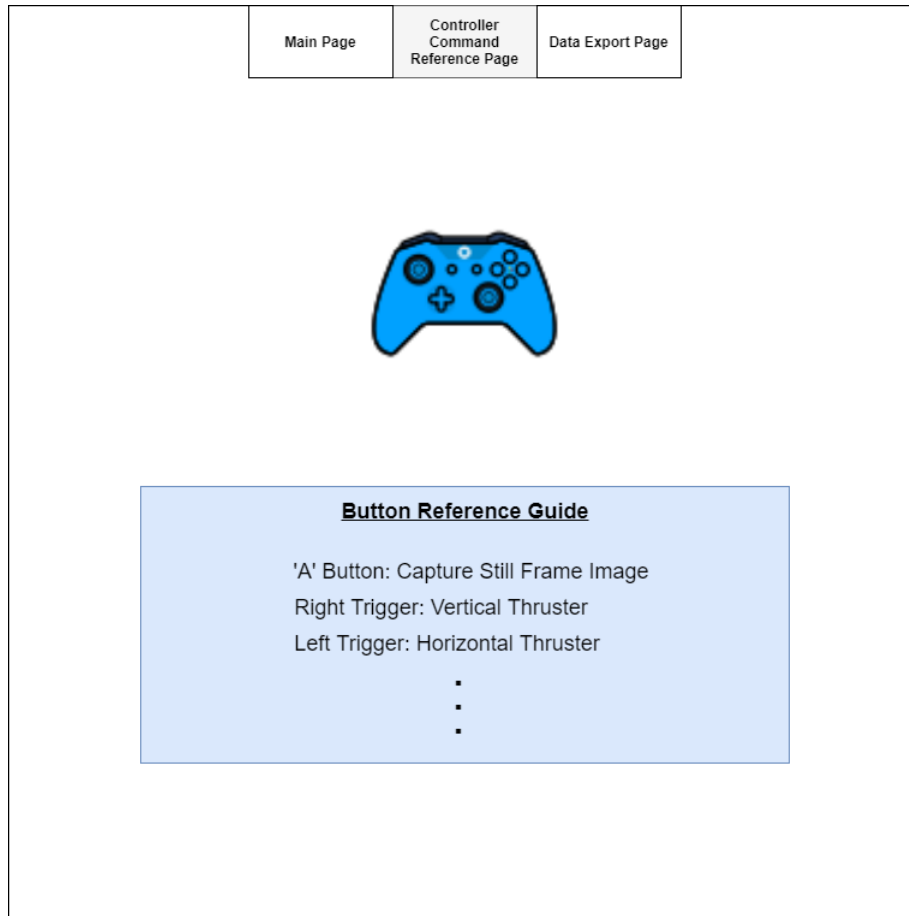 Main Page
Controller
Command
Reference Page
Data Export Page
Button Reference Guide
'A' Button: Capture Still Frame Image
Right Trigger: Vertical Thruster
Left Trigger: Horizontal Thruster
.
.
.